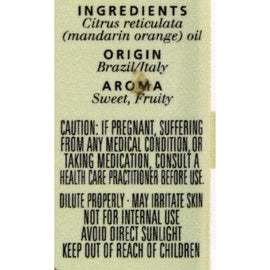 INGREDIENTS
Citrus reticulata
(mandarin orange) oil
ORIGIN
Brazil/Italy
AROMA
Sweet, Fruity
CAUTION: IF PREGNANT, SUFFERING
FROM ANY MEDICAL CONDITION, OR
TAKING MEDICATION, CONSULT A
HEALTH CARE PRACTITIONER BEFORE USE.
DILUTE PROPERLY · MAY IRRITATE SKIN
NOT FOR INTERNAL USE
AVOID DIRECT SUNLIGHT
KEEP OUT OF REACH OF CHILDREN